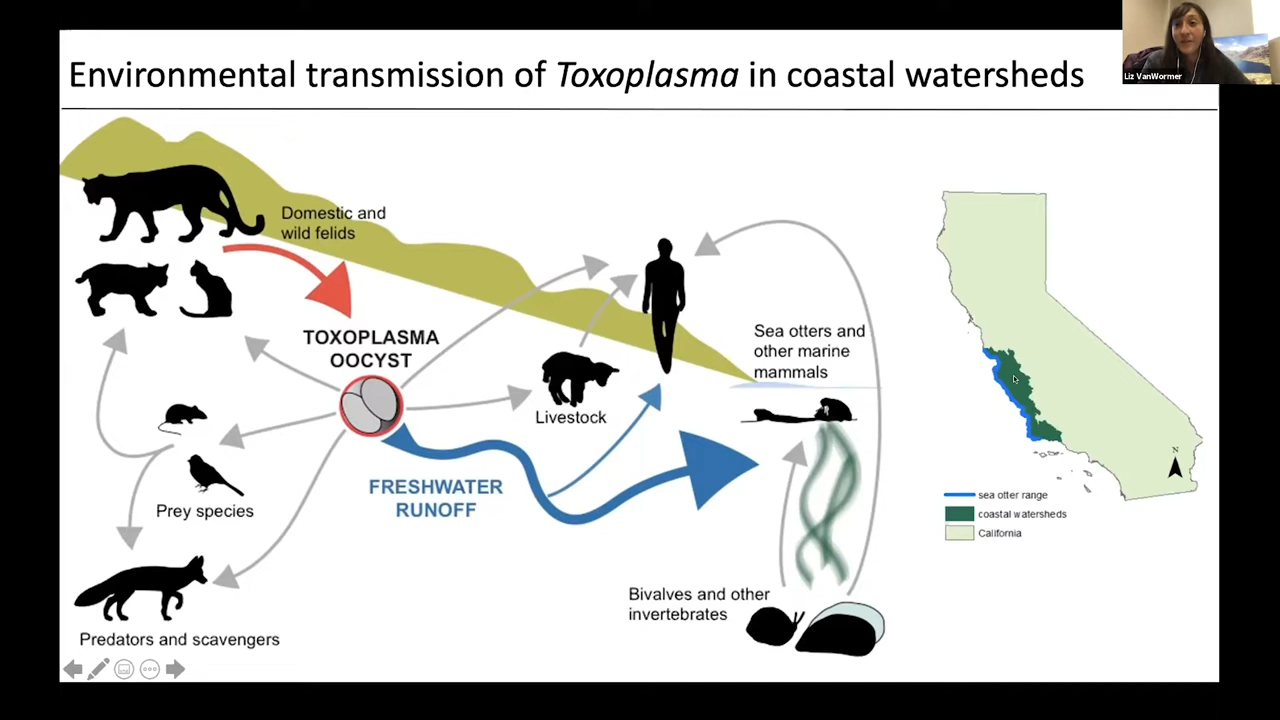 Environmental transmission of Toxoplasma in coastal watersheds
Liz VanWormer
Domestic and
wild felids
TOXOPLASMA
OOCYST
Livestock
Sea otters and
other marine
mammals
Prey species
FRESHWATER
RUNOFF
Predators and scavengers
Bivalves and other
invertebrates
N
sea otter range
coastal watersheds
California